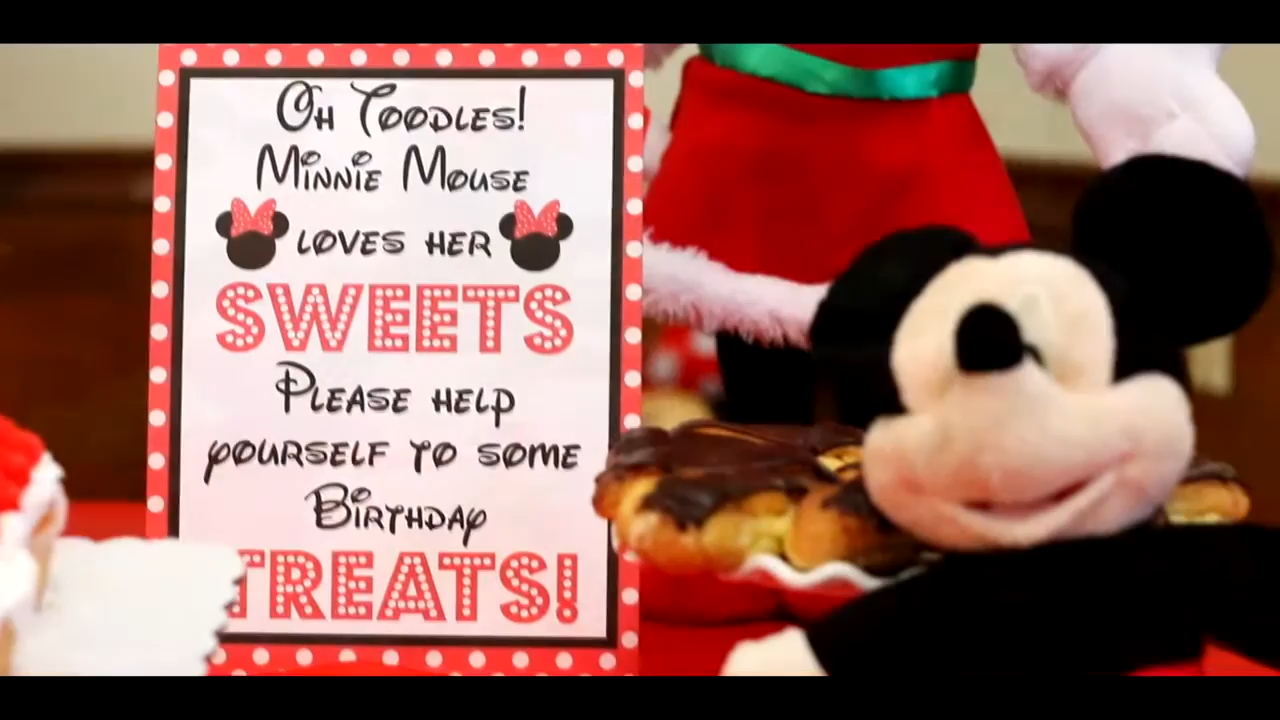 Oh Toodles!
Minnie Mouse
loves her
SWEETS
Please help
yourself to some
Birthday
TREATS!